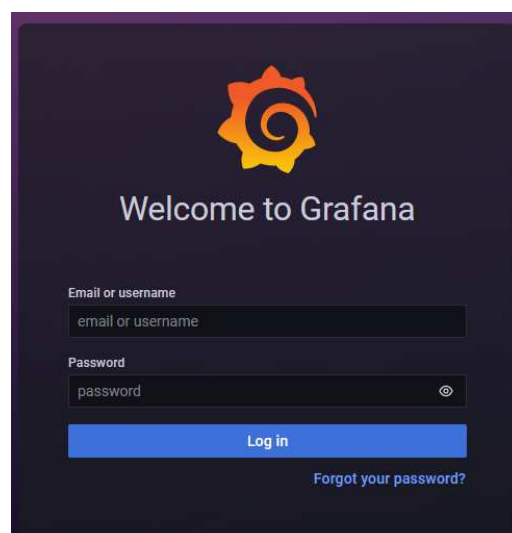 Welcome to Grafana
Email or username
email or username
Password
password
Log in
Forgot your password?